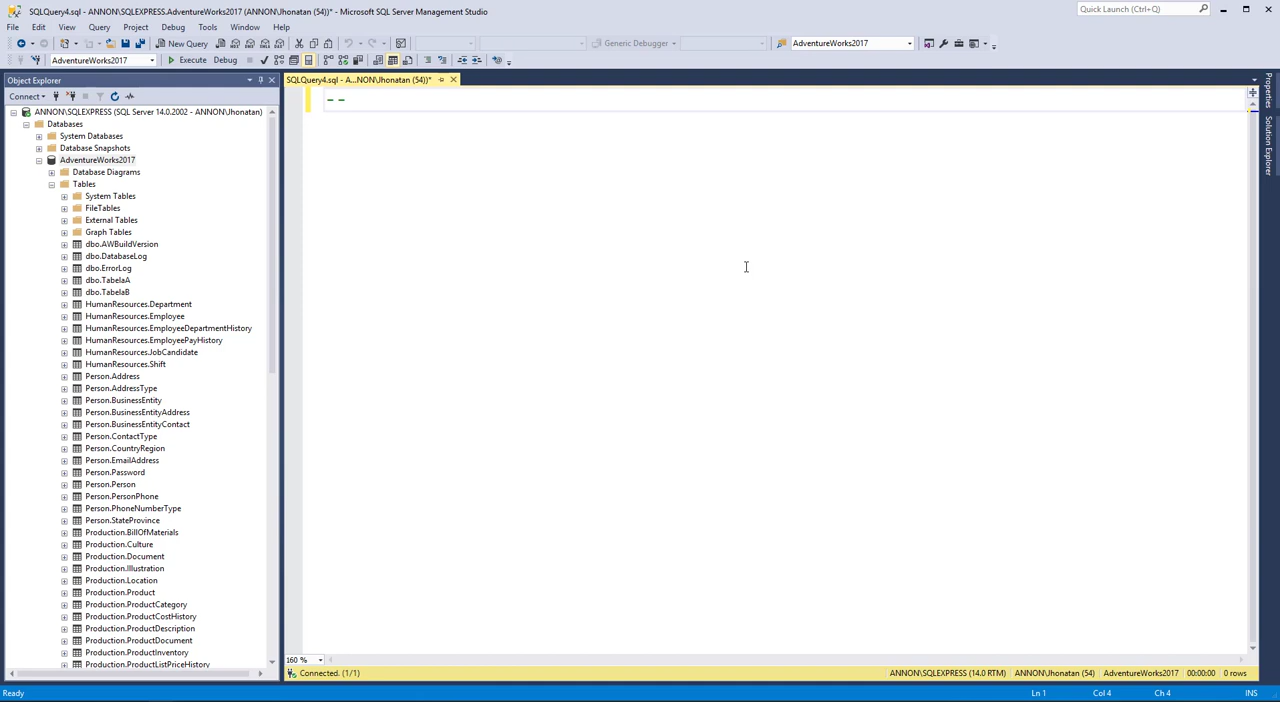 SQLQuery4.sql - ANNON\SQLEXPRESS.AdventureWorks2017 (ANNON\Jhonatan (54))* - Microsoft SQL Server Management Studio
Quick Launch (Ctrl+Q)
File Edit View Query Project Debug Tools Window Help
New Query Generic Debugger AdventureWorks2017
AdventureWorks2017 Execute Debug
Object Explorer
SQLQuery4.sql - A...NON\Jhonatan (54))*
Connect
--
ANNON\SQLEXPRESS (SQL Server 14.0.2002 - ANNON\Jhonatan)
Databases
System Databases
Database Snapshots
AdventureWorks2017
Database Diagrams
Tables
System Tables
FileTables
External Tables
Graph Tables
dbo.AWBuildVersion
dbo.DatabaseLog
dbo.ErrorLog
dbo.TabelaA
dbo.TabelaB
HumanResources.Department
HumanResources.Employee
HumanResources.EmployeeDepartmentHistory
HumanResources.EmployeePayHistory
HumanResources.JobCandidate
HumanResources.Shift
Person.Address
Person.AddressType
Person.BusinessEntity
Person.BusinessEntityAddress
Person.BusinessEntityContact
Person.ContactType
Person.CountryRegion
Person.EmailAddress
Person.Password
Person.Person
Person.PersonPhone
Person.PhoneNumberType
Person.StateProvince
Production.BillOfMaterials
Production.Culture
Production.Document
Production.Illustration
Production.Location
Production.Product
Production.ProductCategory
Production.ProductCostHistory
Production.ProductDescription
Production.ProductDocument
Production.ProductInventory
Production.ProductListPriceHistory
Properties
Solution Explorer
160 %
Connected. (1/1) ANNON\SQLEXPRESS (14.0 RTM) ANNON\Jhonatan (54) AdventureWorks2017 00:00:00 0 rows
Ready Ln 1 Col 4 Ch 4 INS